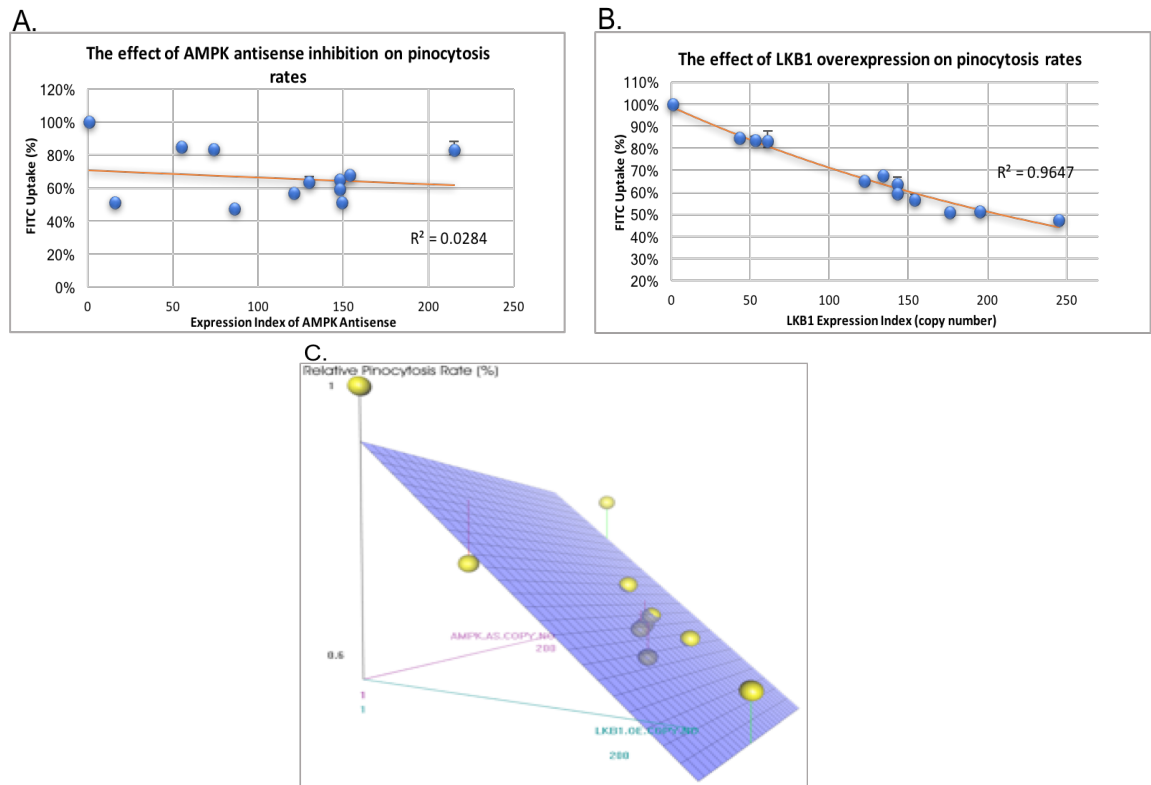 A.
The effect of AMPK antisense inhibition on pinocytosis
rates
120%
100%
80%
60%
40%
20%
0%
FITC Uptake (%)
R² = 0.0284
0 50 100 150 200 250
Expression Index of AMPK Antisense
B.
The effect of LKB1 overexpression on pinocytosis rates
110%
100%
90%
80%
70%
60%
50%
40%
30%
20%
FITC Uptake (%)
R² = 0.9647
0 50 100 150 200 250
LKB1 Expression Index (copy number)
C.
Relative Pinocytosis Rate (%)
1
0.6
AMPK.AS.COPY.NO
200
1
1
LKB1.OE.COPY.NO
200